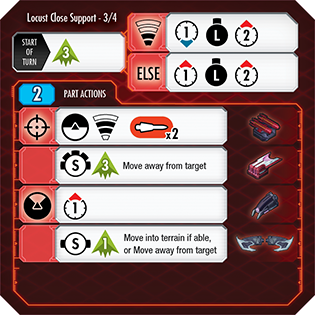 Locust Close Support - 3/4
START OF TURN
3
1 L 2
ELSE
1 L 2
2 PART ACTIONS
x2
S 3 Move away from target
1
S 1 Move into terrain if able,
or Move away from target